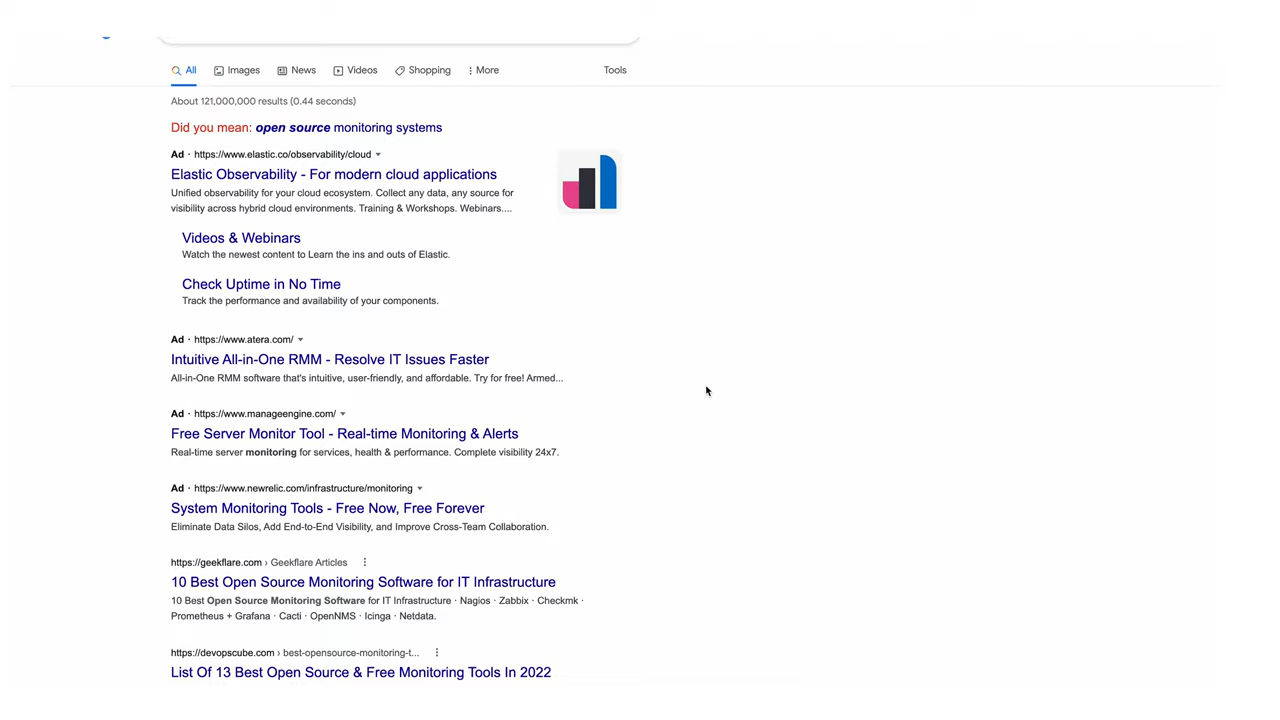 All Images News Videos Shopping More Tools
About 121,000,000 results (0.44 seconds)
Did you mean: open source monitoring systems
Ad · https://www.elastic.co/observability/cloud
Elastic Observability - For modern cloud applications
Unified observability for your cloud ecosystem. Collect any data, any source for
visibility across hybrid cloud environments. Training & Workshops. Webinars....
Videos & Webinars
Watch the newest content to Learn the ins and outs of Elastic.
Check Uptime in No Time
Track the performance and availability of your components.
Ad · https://www.atera.com/
Intuitive All-in-One RMM - Resolve IT Issues Faster
All-in-One RMM software that's intuitive, user-friendly, and affordable. Try for free! Armed...
Ad · https://www.manageengine.com/
Free Server Monitor Tool - Real-time Monitoring & Alerts
Real-time server monitoring for services, health & performance. Complete visibility 24x7.
Ad · https://www.newrelic.com/infrastructure/monitoring
System Monitoring Tools - Free Now, Free Forever
Eliminate Data Silos, Add End-to-End Visibility, and Improve Cross-Team Collaboration.
https://geekflare.com › Geekflare Articles
10 Best Open Source Monitoring Software for IT Infrastructure
10 Best Open Source Monitoring Software for IT Infrastructure · Nagios · Zabbix · Checkmk ·
Prometheus + Grafana · Cacti · OpenNMS · Icinga · Netdata.
https://devopscube.com › best-opensource-monitoring-t...
List Of 13 Best Open Source & Free Monitoring Tools In 2022